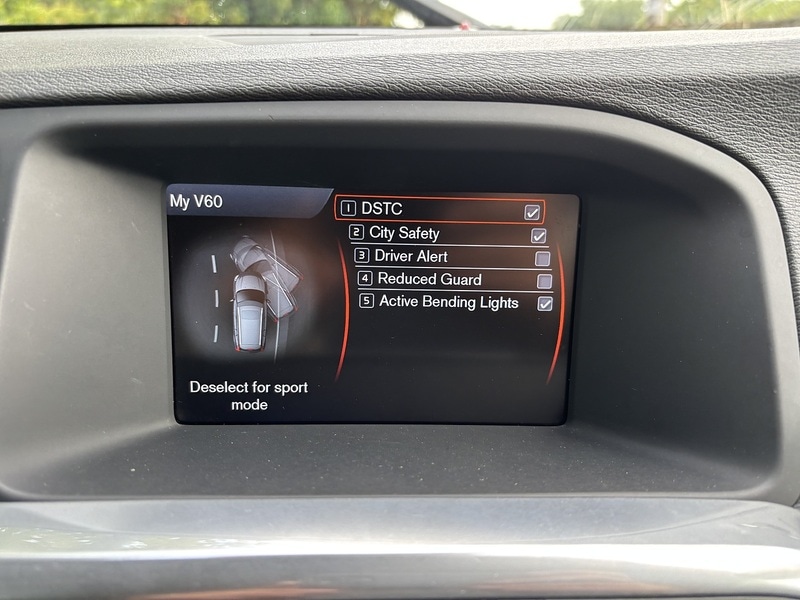 My V60
1 DSTC
2 City Safety
3 Driver Alert
4 Reduced Guard
5 Active Bending Lights
Deselect for sport
mode